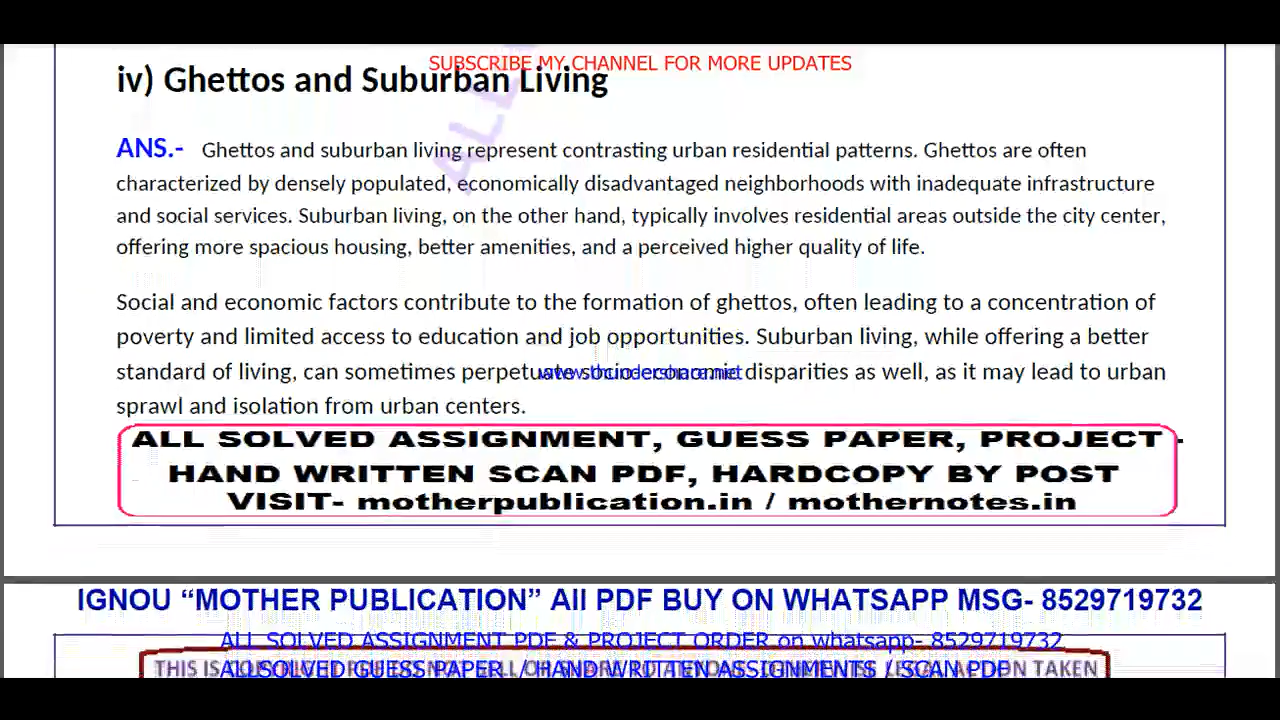 SUBSCRIBE MY CHANNEL FOR MORE UPDATES
iv) Ghettos and Suburban Living
ANS.- Ghettos and suburban living represent contrasting urban residential patterns. Ghettos are often
characterized by densely populated, economically disadvantaged neighborhoods with inadequate infrastructure
and social services. Suburban living, on the other hand, typically involves residential areas outside the city center,
offering more spacious housing, better amenities, and a perceived higher quality of life.
Social and economic factors contribute to the formation of ghettos, often leading to a concentration of
poverty and limited access to education and job opportunities. Suburban living, while offering a better
standard of living, can sometimes perpetuate socio-economic disparities as well, as it may lead to urban
sprawl and isolation from urban centers.
ALL SOLVED ASSIGNMENT, GUESS PAPER, PROJECT -
HAND WRITTEN SCAN PDF, HARDCOPY BY POST
VISIT- motherpublication.in / mothernotes.in
IGNOU “MOTHER PUBLICATION” All PDF BUY ON WHATSAPP MSG- 8529719732
ALL SOLVED ASSIGNMENT PDF & PROJECT ORDER on whatsapp- 8529719732
THIS IS
ALL SOLVED GUESS PAPER / HAND WRITTEN ASSIGNMENTS / SCAN PDF
TAKEN